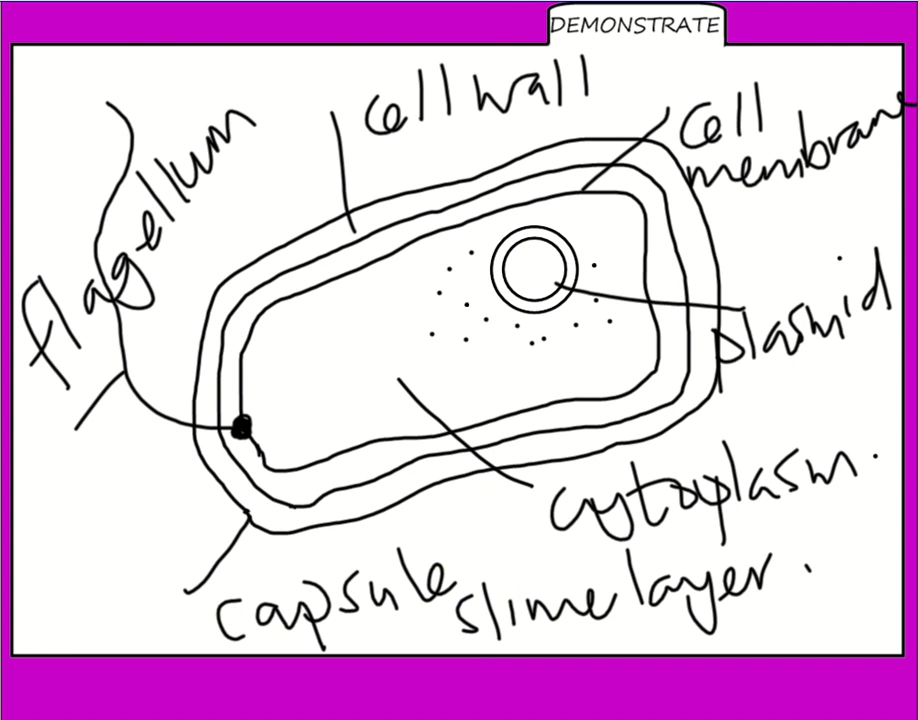 DEMONSTRATE
cell wall
cell
membrane
flagellum
plasmid
cytoplasm.
capsule slime layer.